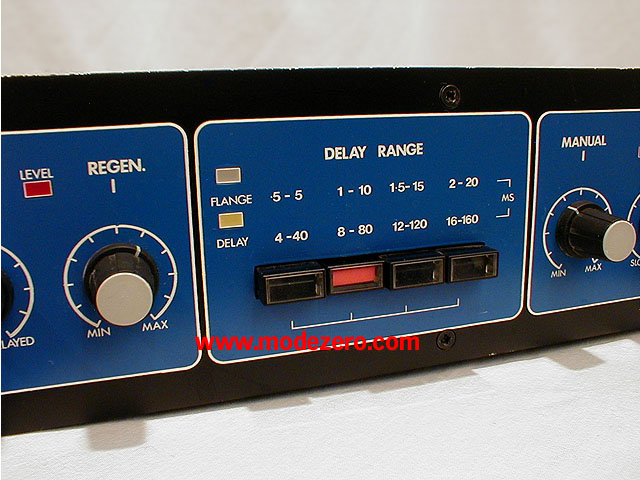 LEVEL
REGEN.
MIN
MAX
LAYED
DELAY RANGE
FLANGE
·5 - 5
1 - 10
1·5 - 15
2 - 20
MS
DELAY
4 - 40
8 - 80
12 - 120
16 - 160
MANUAL
MIN
MAX
SLO
www.modezero.com